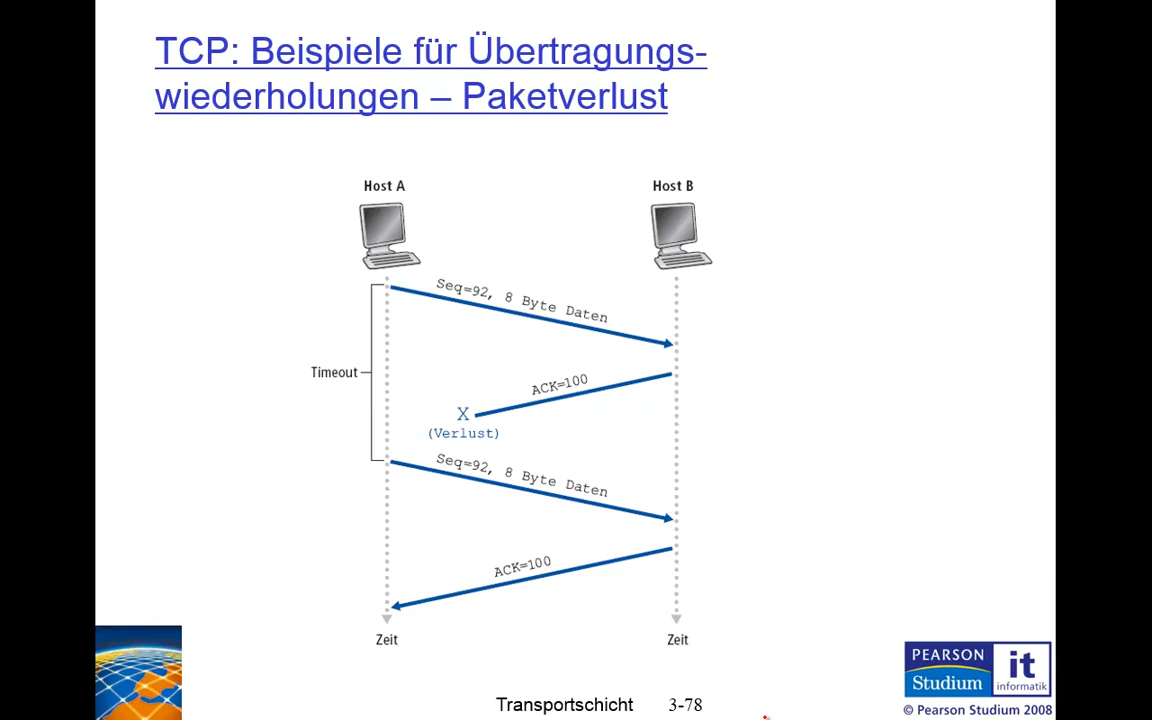 TCP: Beispiele für Übertragungs-
wiederholungen – Paketverlust
Host A
Host B
Seq=92, 8 Byte Daten
Timeout
ACK=100
X
(Verlust)
Seq=92, 8 Byte Daten
ACK=100
Zeit
Zeit
PEARSON
Studium
it
informatik
Transportschicht 3-78
© Pearson Studium 2008